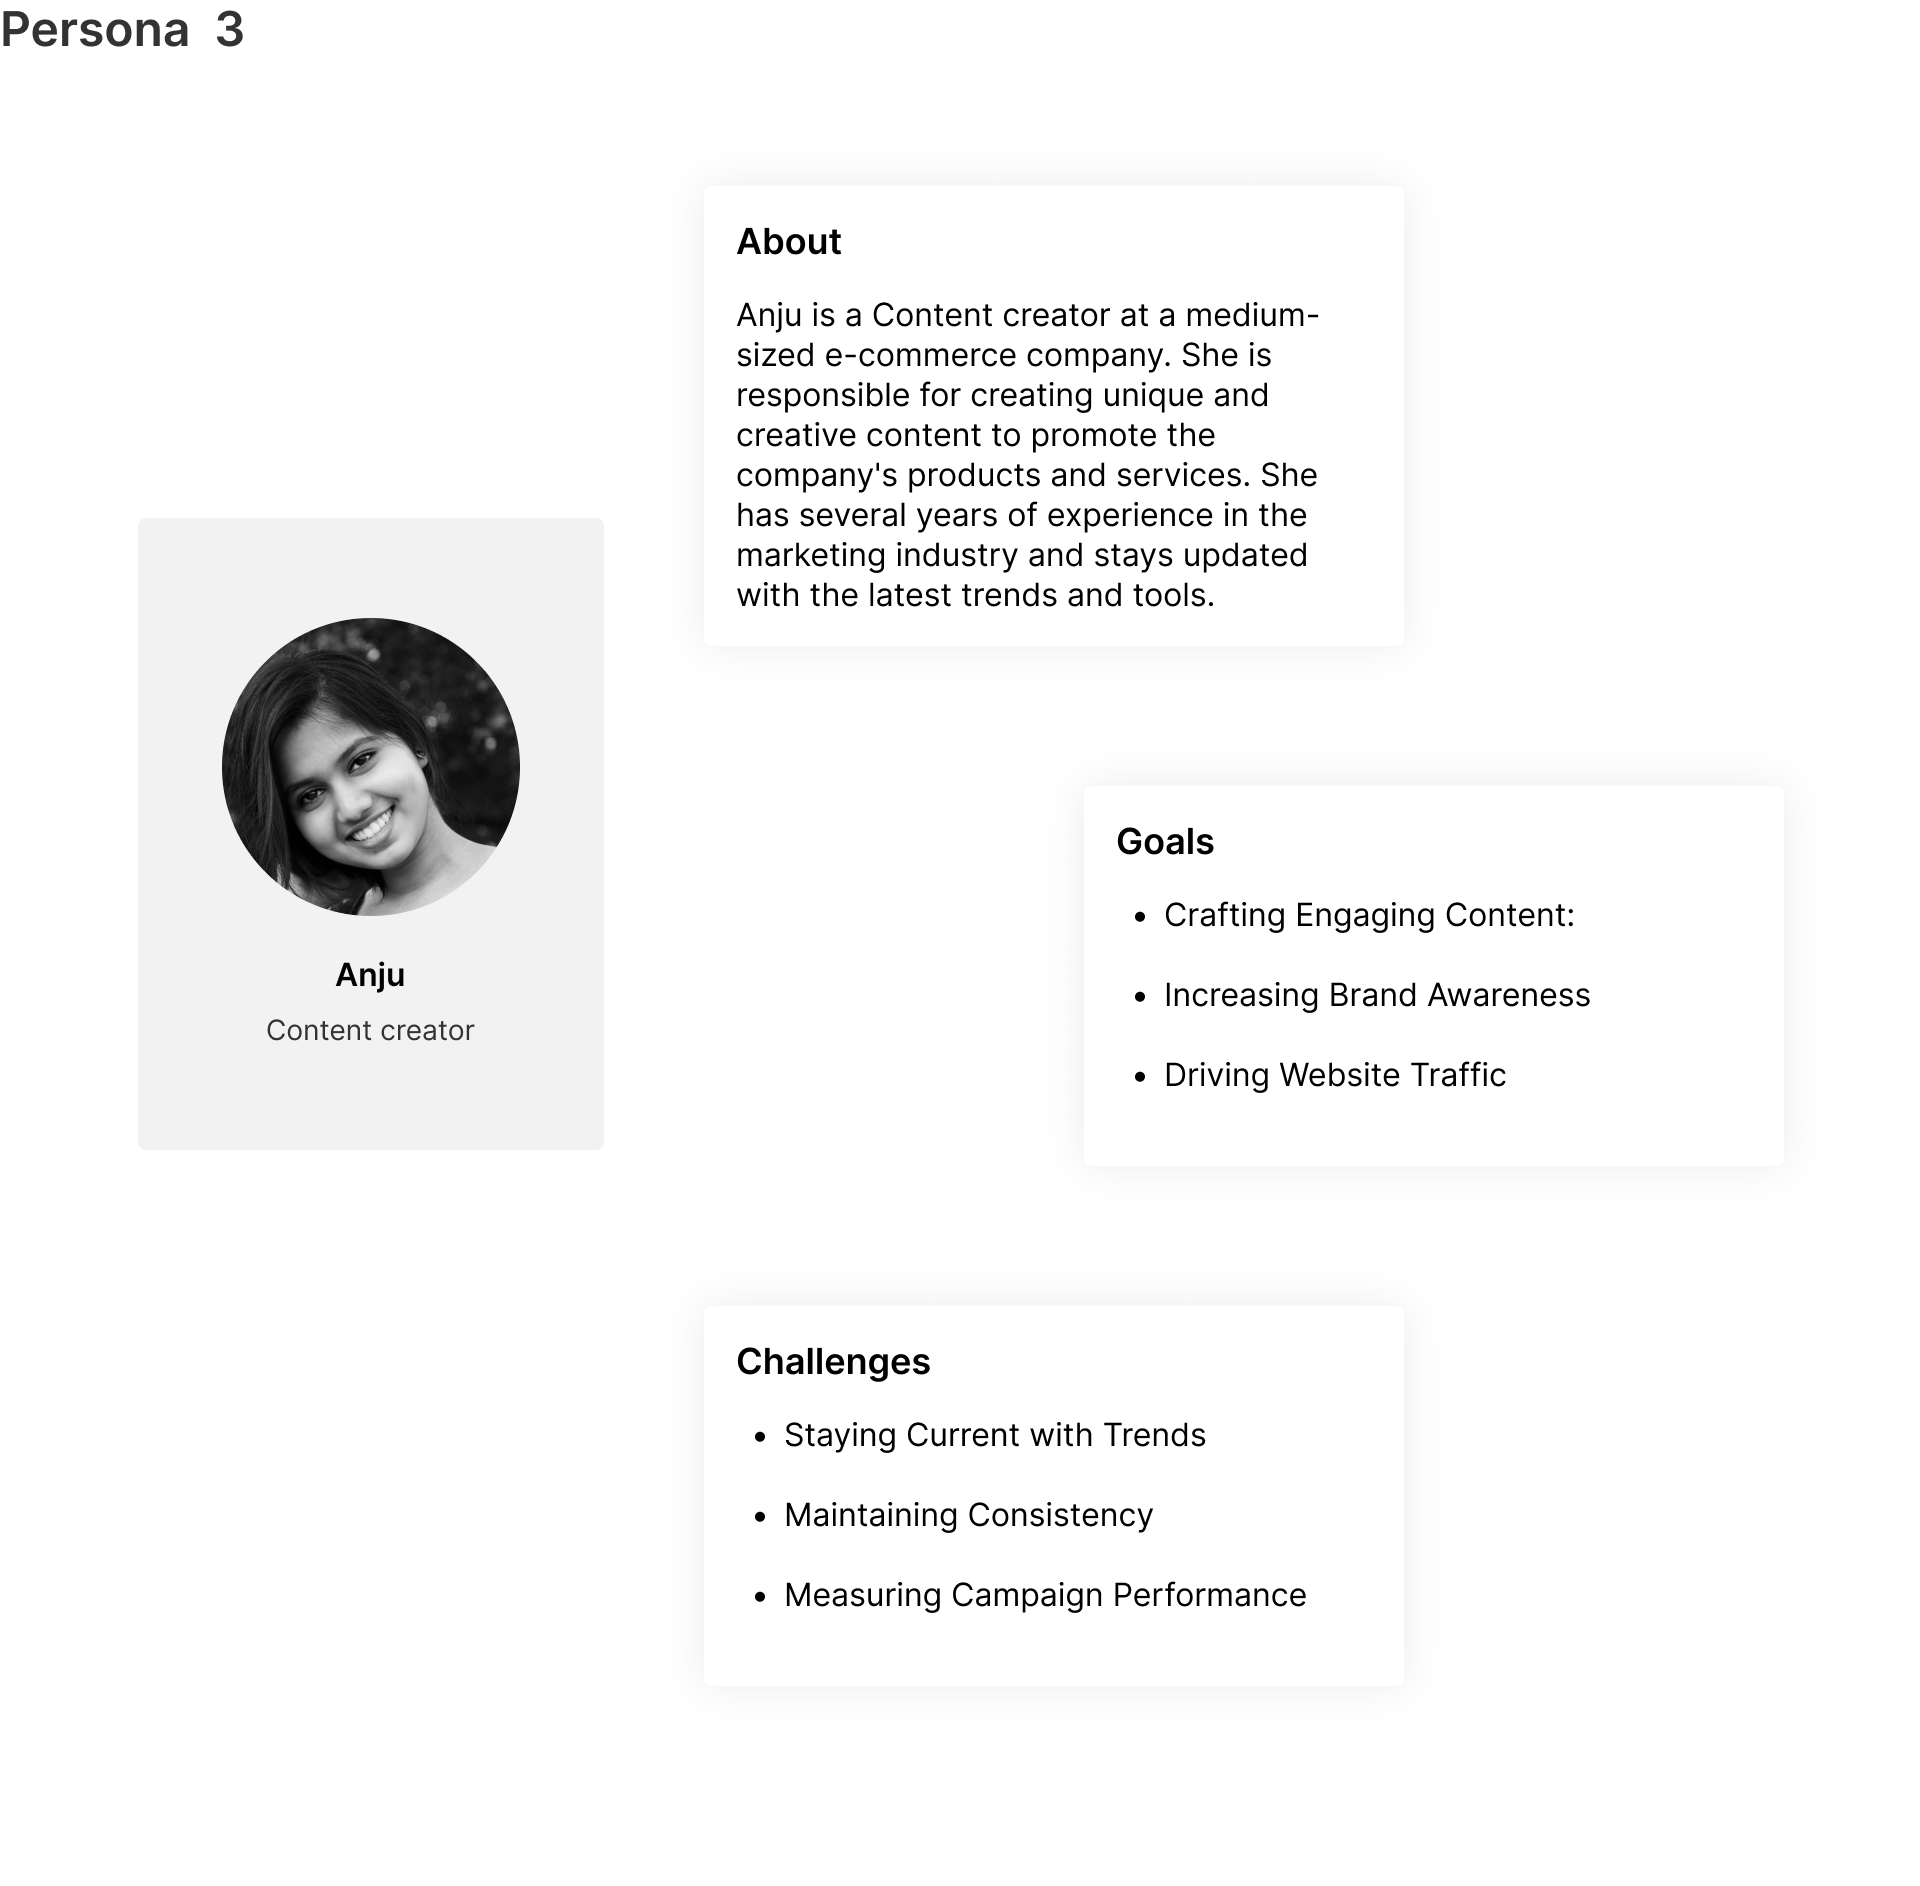 Persona  3
About
Anju is a Content creator at a medium-
sized e-commerce company. She is
responsible for creating unique and
creative content to promote the
company's products and services. She
has several years of experience in the
marketing industry and stays updated
with the latest trends and tools.
Anju
Content creator
Goals
• Crafting Engaging Content:
• Increasing Brand Awareness
• Driving Website Traffic
Challenges
• Staying Current with Trends
• Maintaining Consistency
• Measuring Campaign Performance